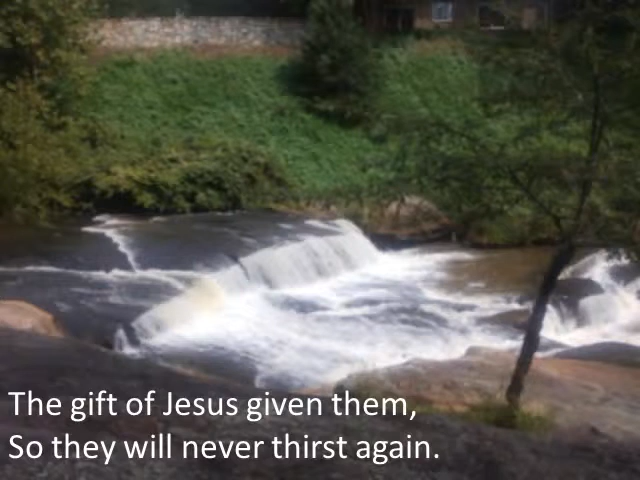 The gift of Jesus given them,
So they will never thirst again.